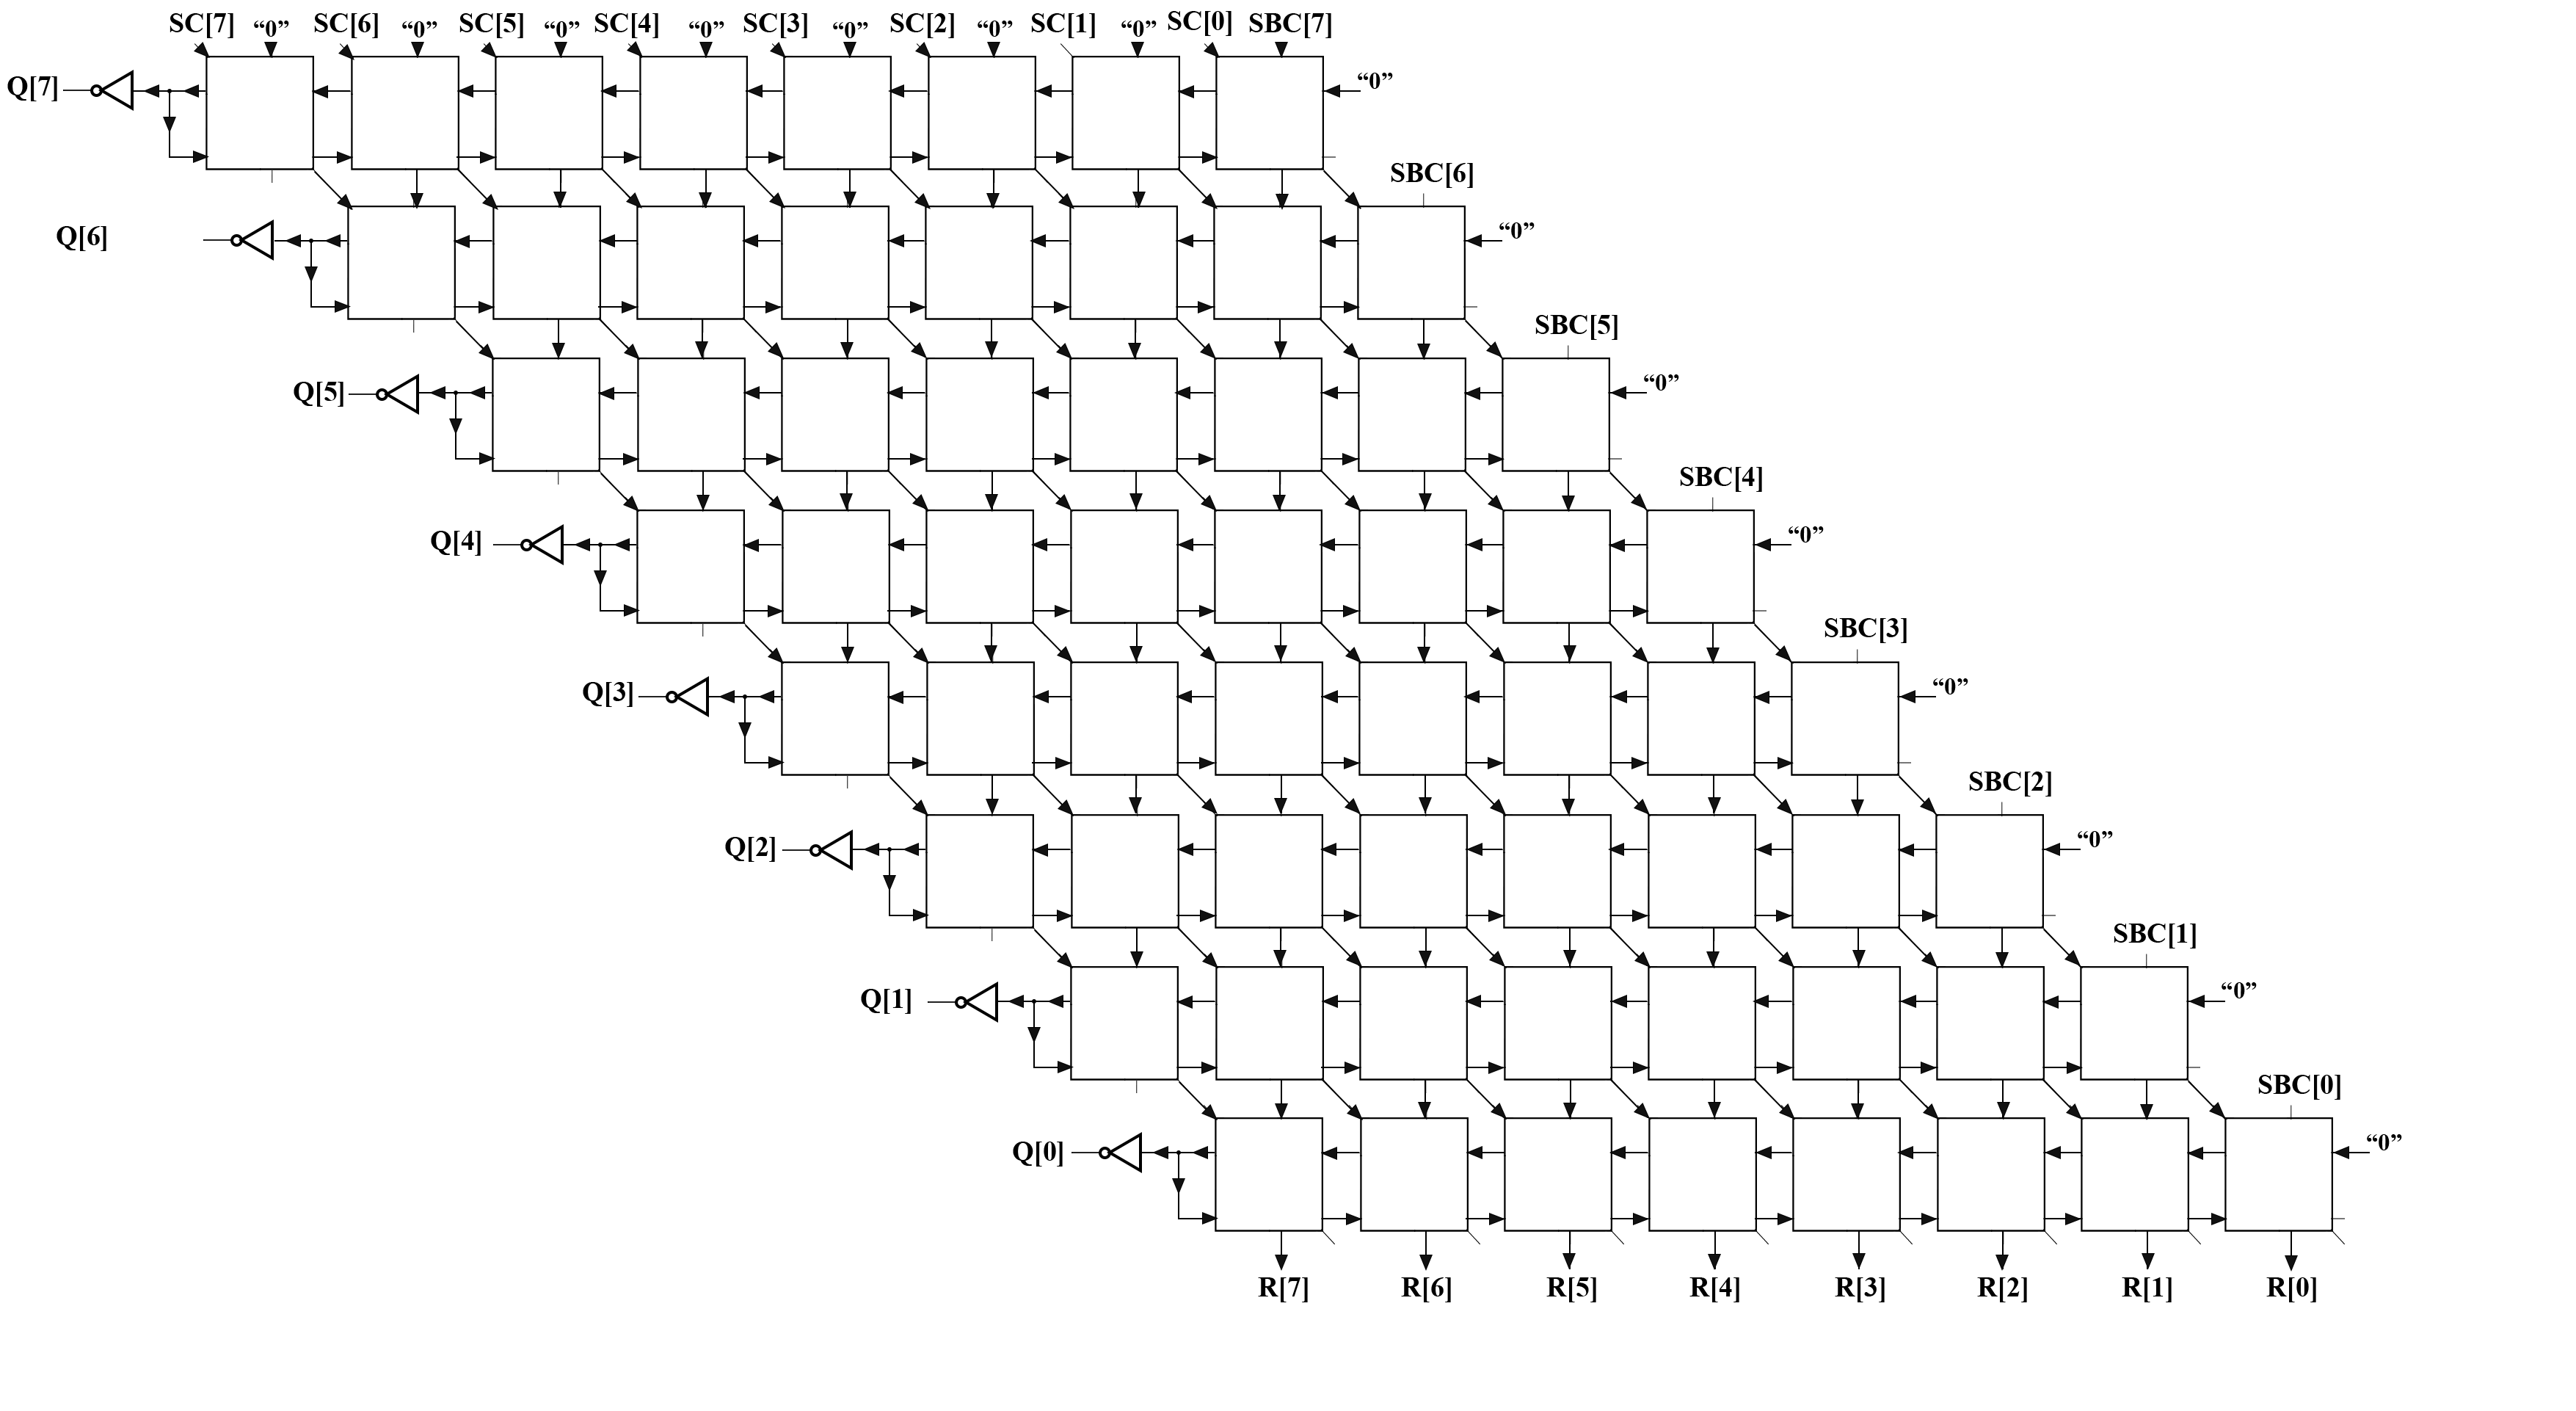 SC[7] “0” SC[6] “0” SC[5] “0” SC[4] “0” SC[3] “0” SC[2] “0” SC[1] “0” SC[0] SBC[7]
Q[7] “0”
SBC[6]
Q[6] “0”
SBC[5]
Q[5] “0”
SBC[4]
Q[4] “0”
SBC[3]
Q[3] “0”
SBC[2]
Q[2] “0”
SBC[1]
Q[1] “0”
SBC[0]
Q[0] “0”
R[7] R[6] R[5] R[4] R[3] R[2] R[1] R[0]